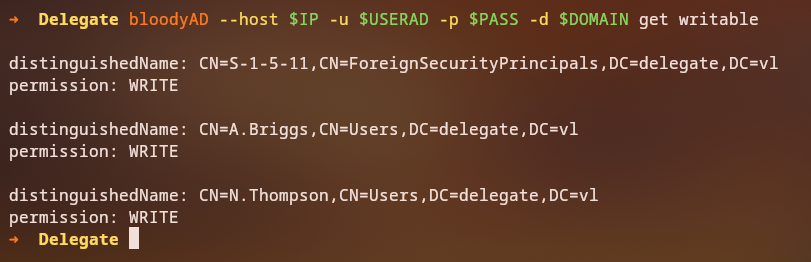 ➜ Delegate bloodyAD --host $IP -u $USERAD -p $PASS -d $DOMAIN get writable
distinguishedName: CN=S-1-5-11,CN=ForeignSecurityPrincipals,DC=delegate,DC=vl
permission: WRITE
distinguishedName: CN=A.Briggs,CN=Users,DC=delegate,DC=vl
permission: WRITE
distinguishedName: CN=N.Thompson,CN=Users,DC=delegate,DC=vl
permission: WRITE
➜ Delegate